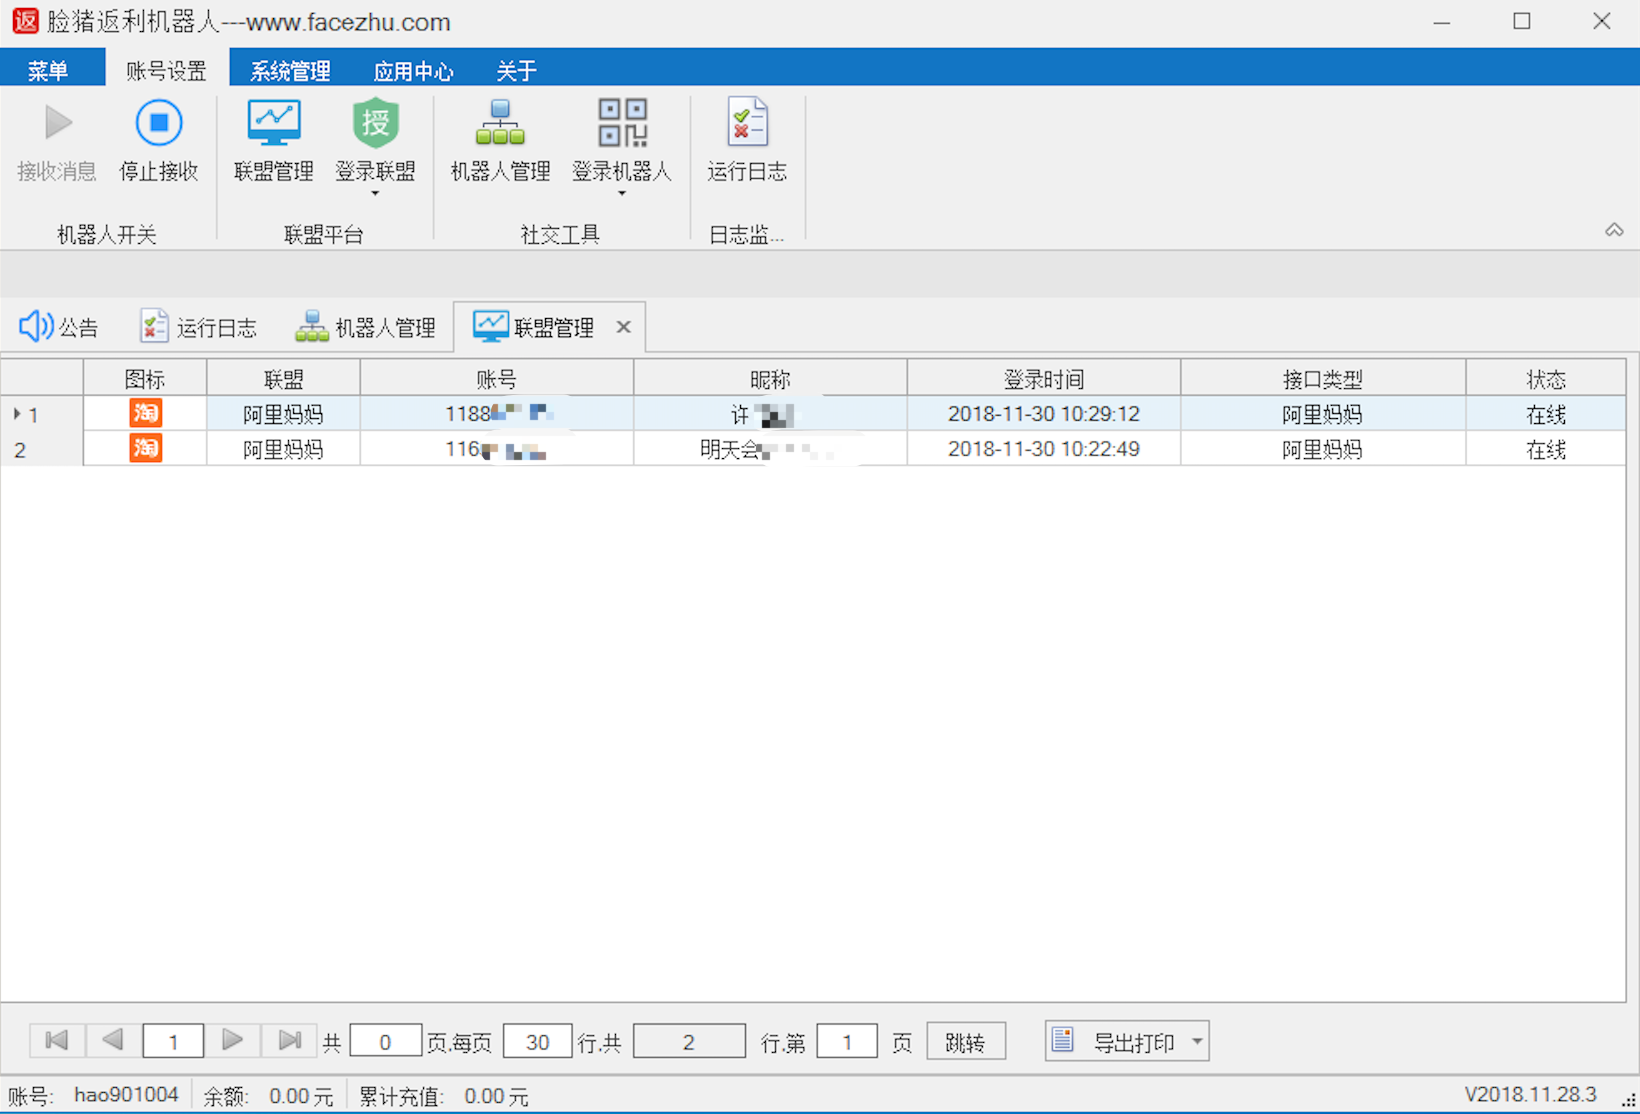 返 脸猪返利机器人---www.facezhu.com
菜单 账号设置 系统管理 应用中心 关于
授
接收消息 停止接收 联盟管理 登录联盟 机器人管理 登录机器人 运行日志
机器人开关 联盟平台 社交工具 日志监...
公告 运行日志 机器人管理 联盟管理
图标 联盟 账号 昵称 登录时间 接口类型 状态
1 淘 阿里妈妈 1188 许 2018-11-30 10:29:12 阿里妈妈 在线
2 淘 阿里妈妈 116 明天会 2018-11-30 10:22:49 阿里妈妈 在线
1 共 0 页,每页 30 行,共 2 行,第 1 页 跳转 导出打印
账号: hao901004 余额: 0.00 元 累计充值: 0.00 元 V2018.11.28.3